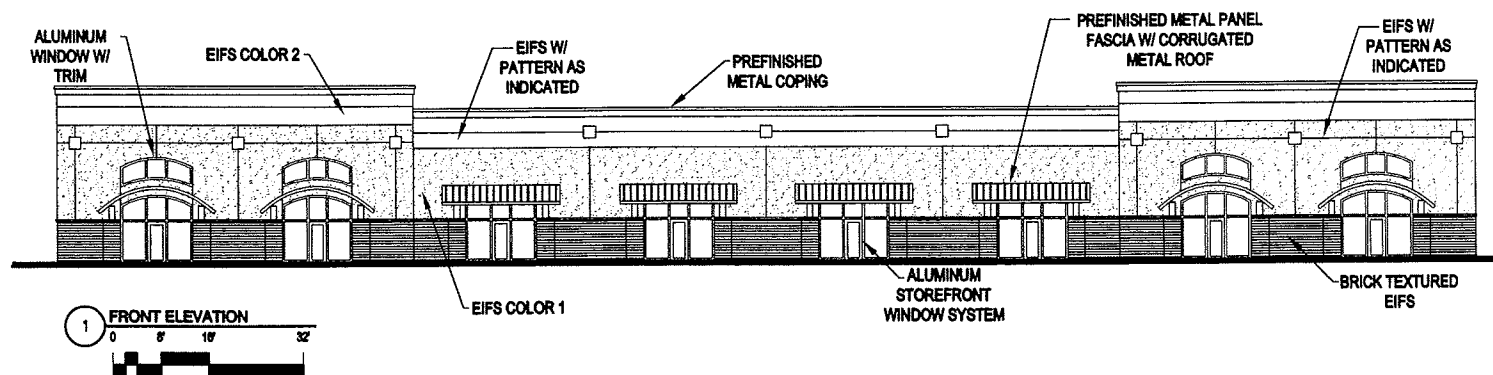 ALUMINUM
WINDOW W/
TRIM
EIFS COLOR 2
EIFS W/
PATTERN AS
INDICATED
PREFINISHED
METAL COPING
PREFINISHED METAL PANEL
FASCIA W/ CORRUGATED
METAL ROOF
EIFS W/
PATTERN AS
INDICATED
EIFS COLOR 1
ALUMINUM
STOREFRONT
WINDOW SYSTEM
BRICK TEXTURED
EIFS
1
FRONT ELEVATION
0 8' 16' 32'